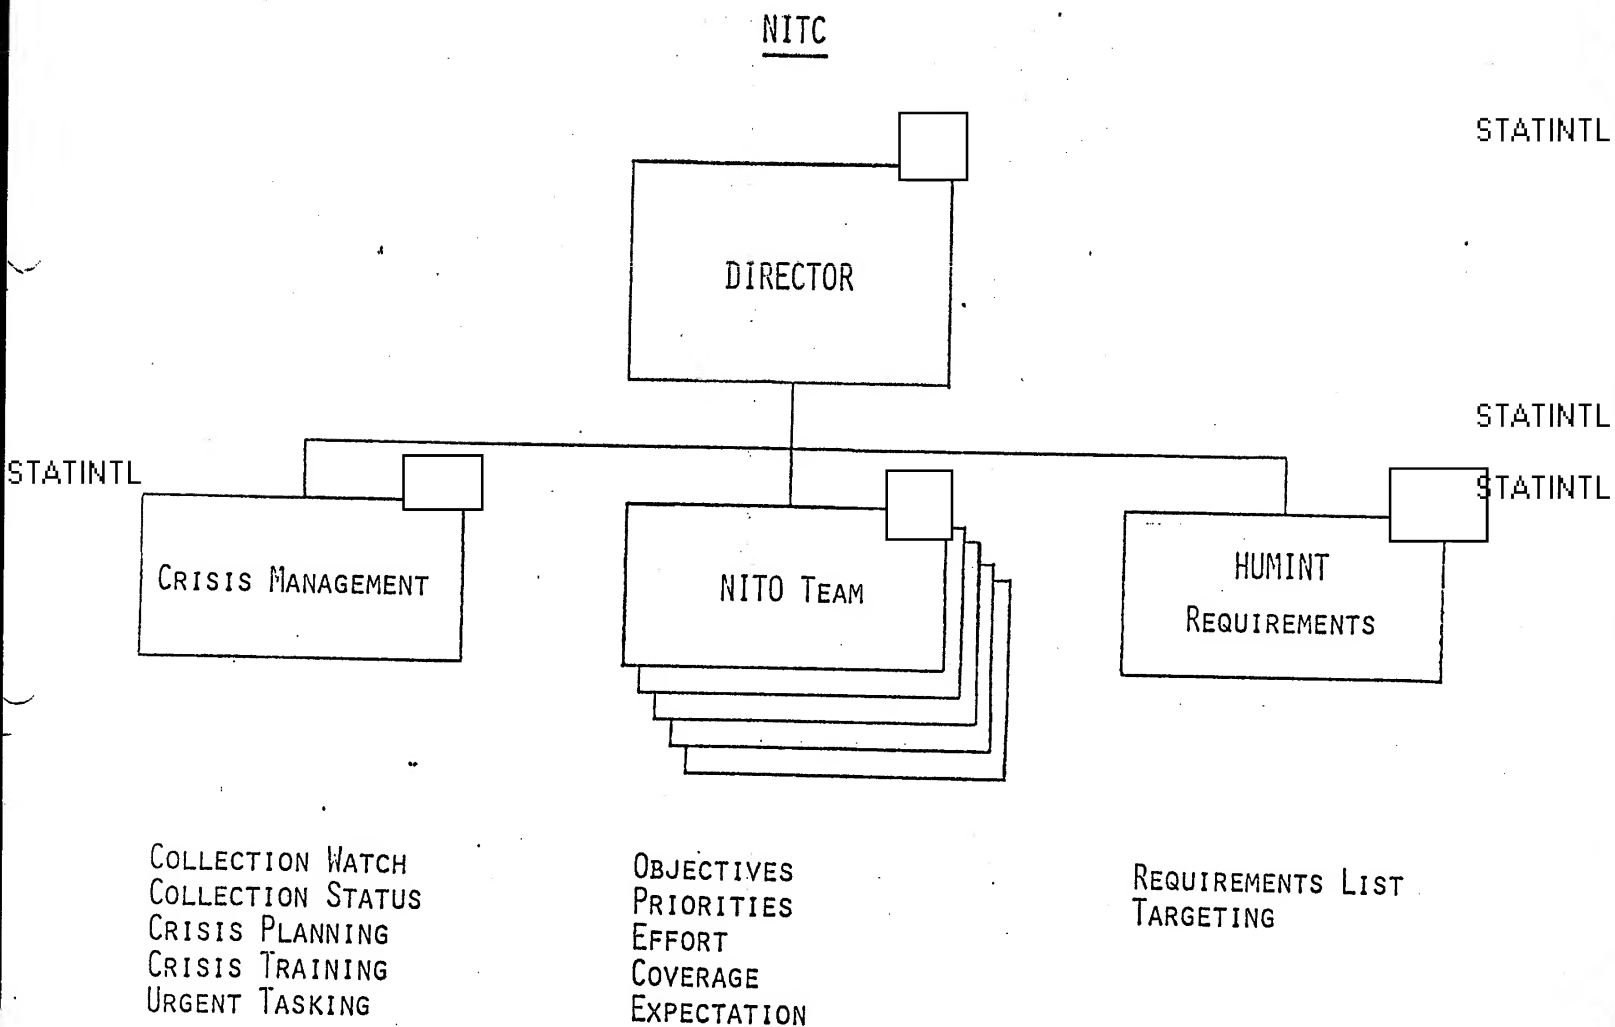 NITC
STATINTL
DIRECTOR
STATINTL
STATINTL
STATINTL
CRISIS MANAGEMENT
NITO TEAM
HUMINT
REQUIREMENTS
COLLECTION WATCH
COLLECTION STATUS
CRISIS PLANNING
CRISIS TRAINING
URGENT TASKING
OBJECTIVES
PRIORITIES
EFFORT
COVERAGE
EXPECTATION
REQUIREMENTS LIST
TARGETING